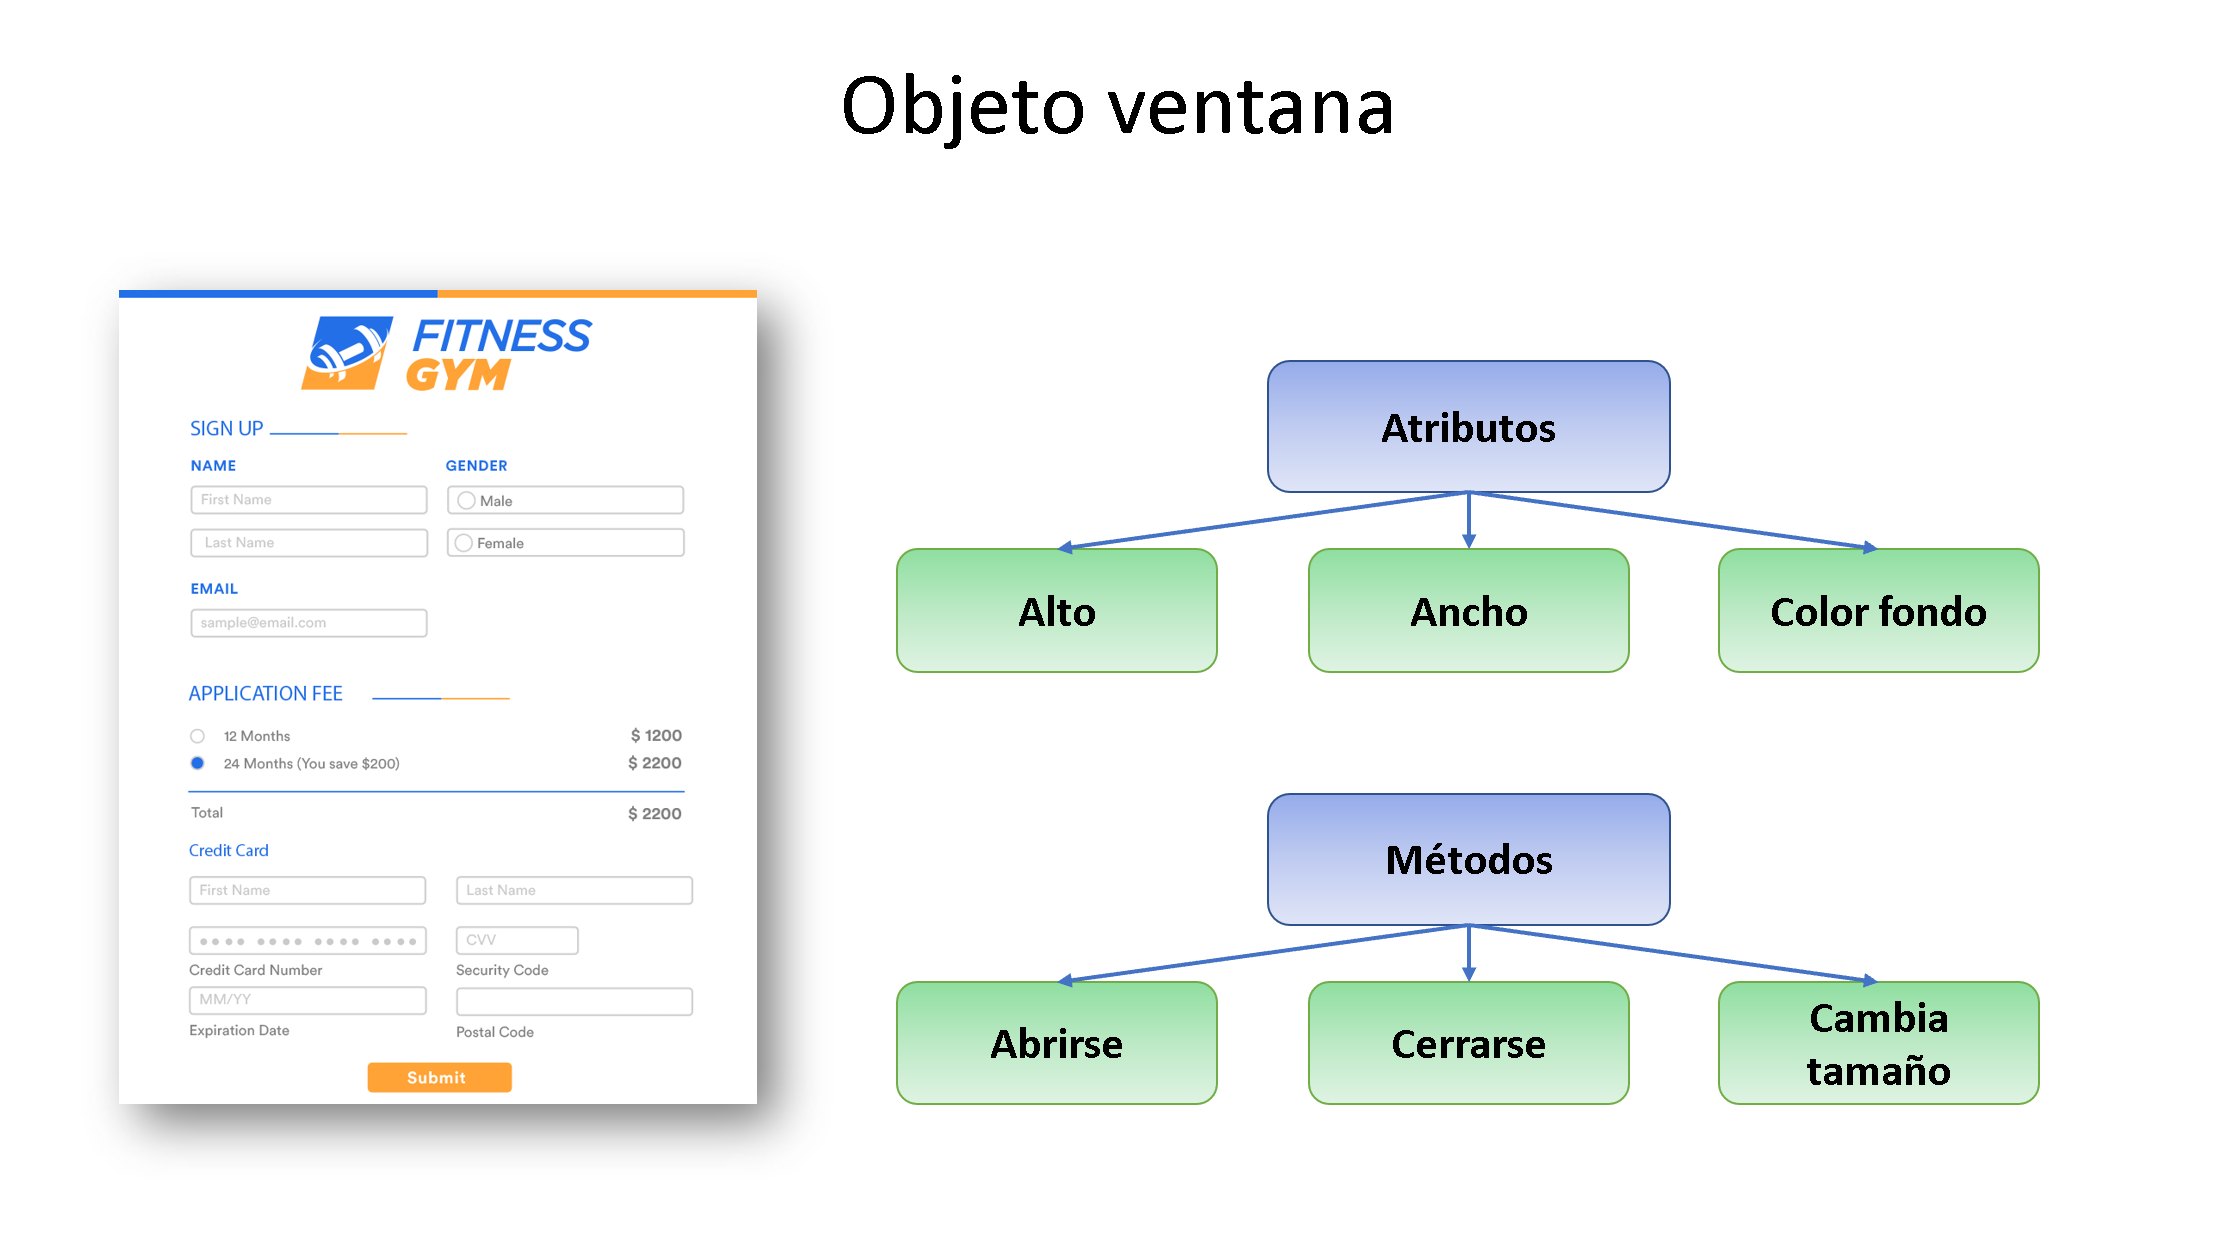 Objeto ventana
FITNESS
GYM
SIGN UP
NAME
GENDER
First Name
Male
Last Name
Female
EMAIL
sample@email.com
APPLICATION FEE
12 Months
$ 1200
24 Months (You save $200)
$ 2200
Total
$ 2200
Credit Card
First Name
Last Name
CVV
Credit Card Number
Security Code
MM/YY
Expiration Date
Postal Code
Submit
Atributos
Alto
Ancho
Color fondo
Métodos
Abrirse
Cerrarse
Cambia
tamaño